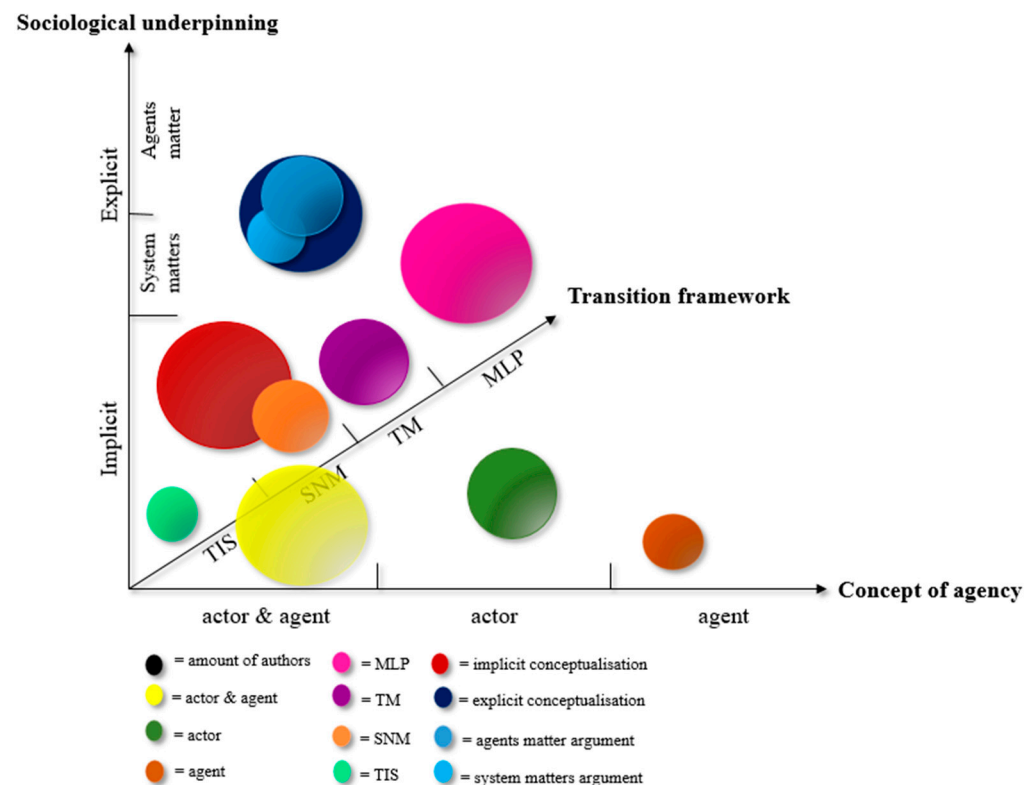 Sociological underpinning
Agents
matter
Explicit
System
matters
Transition framework
MLP
TM
Implicit
SNM
TIS
Concept of agency
actor & agent
actor
agent
= amount of authors
= MLP
= implicit conceptualisation
= actor & agent
= TM
= explicit conceptualisation
= actor
= SNM
= agents matter argument
= agent
= TIS
= system matters argument